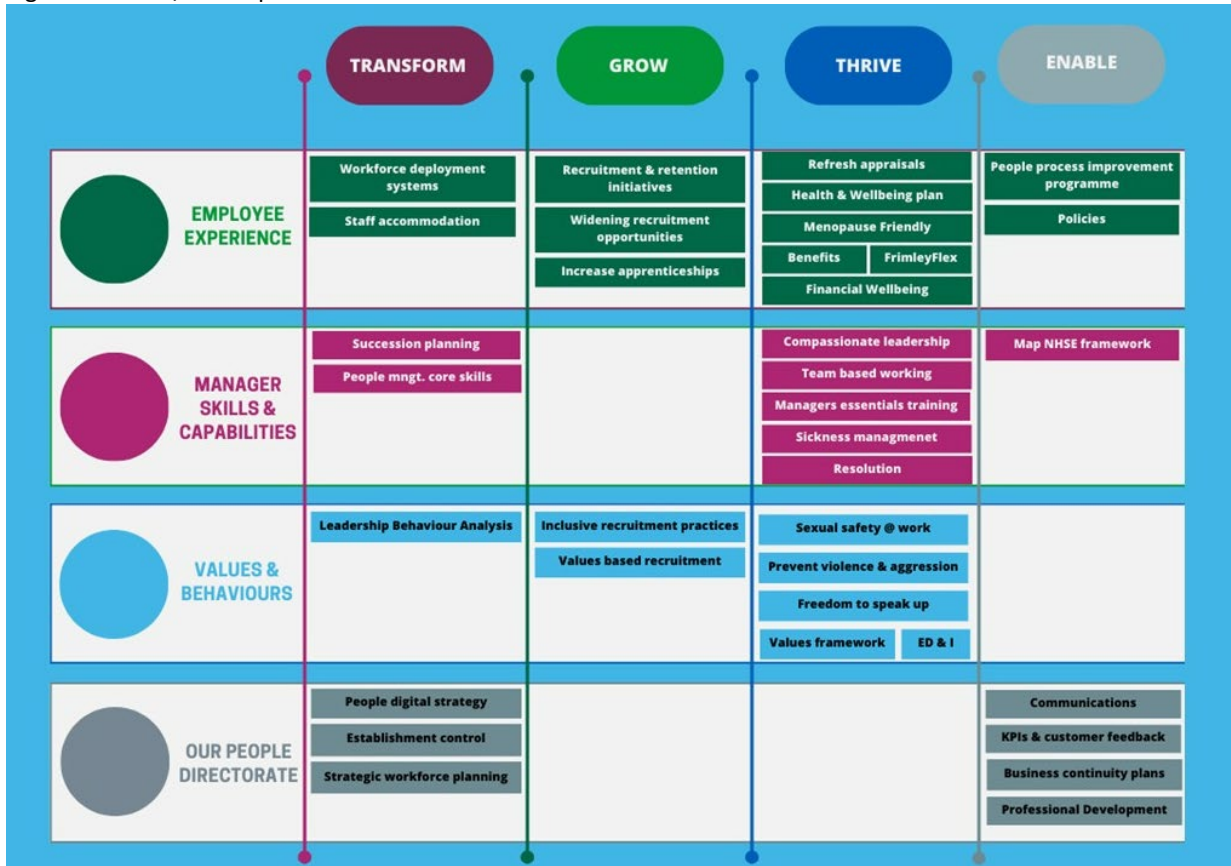 TRANSFORM
GROW
THRIVE
ENABLE
EMPLOYEE
EXPERIENCE
Workforce deployment
systems
Staff accommodation
Recruitment & retention
initiatives
Widening recruitment
opportunities
Increase apprenticeships
Refresh appraisals
Health & Wellbeing plan
Menopause Friendly
Benefits
FrimleyFlex
Financial Wellbeing
People process improvement
programme
Policies
MANAGER
SKILLS &
CAPABILITIES
Succession planning
People mngt. core skills
Compassionate leadership
Team based working
Managers essentials training
Sickness managmenet
Resolution
Map NHSE framework
VALUES &
BEHAVIOURS
Leadership Behaviour Analysis
Inclusive recruitment practices
Values based recruitment
Sexual safety @ work
Prevent violence & aggression
Freedom to speak up
Values framework
ED & I
OUR PEOPLE
DIRECTORATE
People digital strategy
Establishment control
Strategic workforce planning
Communications
KPIs & customer feedback
Business continuity plans
Professional Development